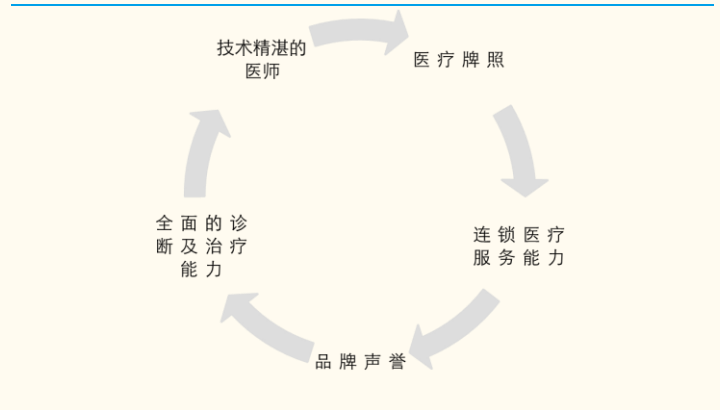 技术精湛的
医师
医疗牌照
连锁医疗
服务能力
品牌声誉
全面的诊
断及治疗
能力